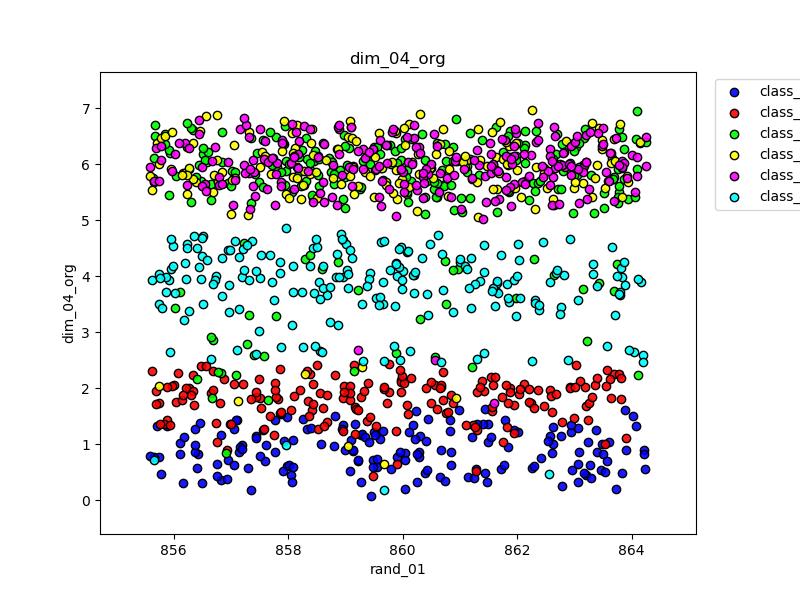 dim_04_org
7
6
5
4
3
2
1
0
dim_04_org
856 858 860 862 864
rand_01
class_
class_
class_
class_
class_
class_